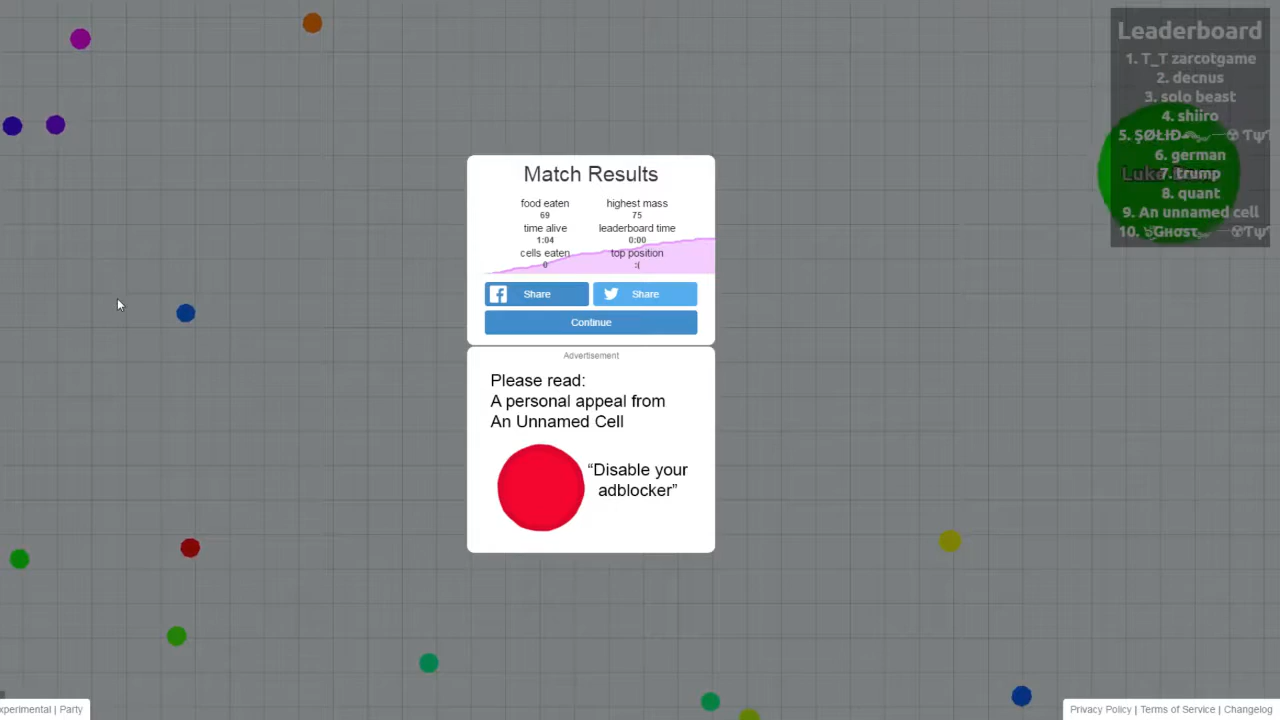 Leaderboard
1. T_T zarcotgame
2. decnus
3. solo beast
4. shiiro
6. german
7. trump
8. quant
9. An unnamed cell
Luke
Match Results
food eaten highest mass
69 75
time alive leaderboard time
1:04 0:00
cells eaten top position
0 :(
Share Share
Continue
Advertisement
Please read:
A personal appeal from
An Unnamed Cell
“Disable your
adblocker”
xperimental | Party
Privacy Policy | Terms of Service | Changelog